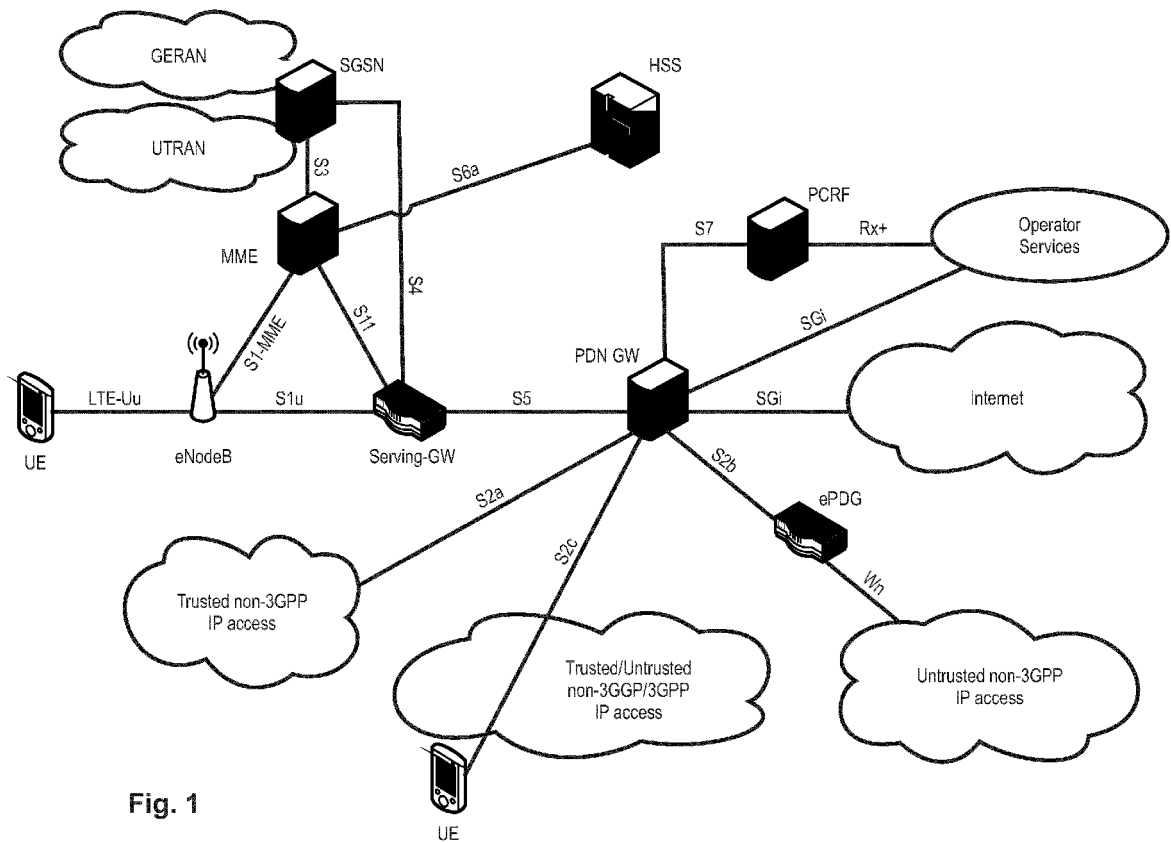 GERAN
SGSN
HSS
UTRAN
S3
S6a
PCRF
S7
Rx+
Operator
Services
MME
S4
S1-MME
S11
SGi
PDN GW
LTE-Uu
S1u
S5
SGi
Internet
UE
eNodeB
Serving-GW
S2b
ePDG
S2a
S2c
Wn
Trusted non-3GPP
IP access
Trusted/Untrusted
non-3GGP/3GPP
IP access
Untrusted non-3GPP
IP access
Fig. 1
UE